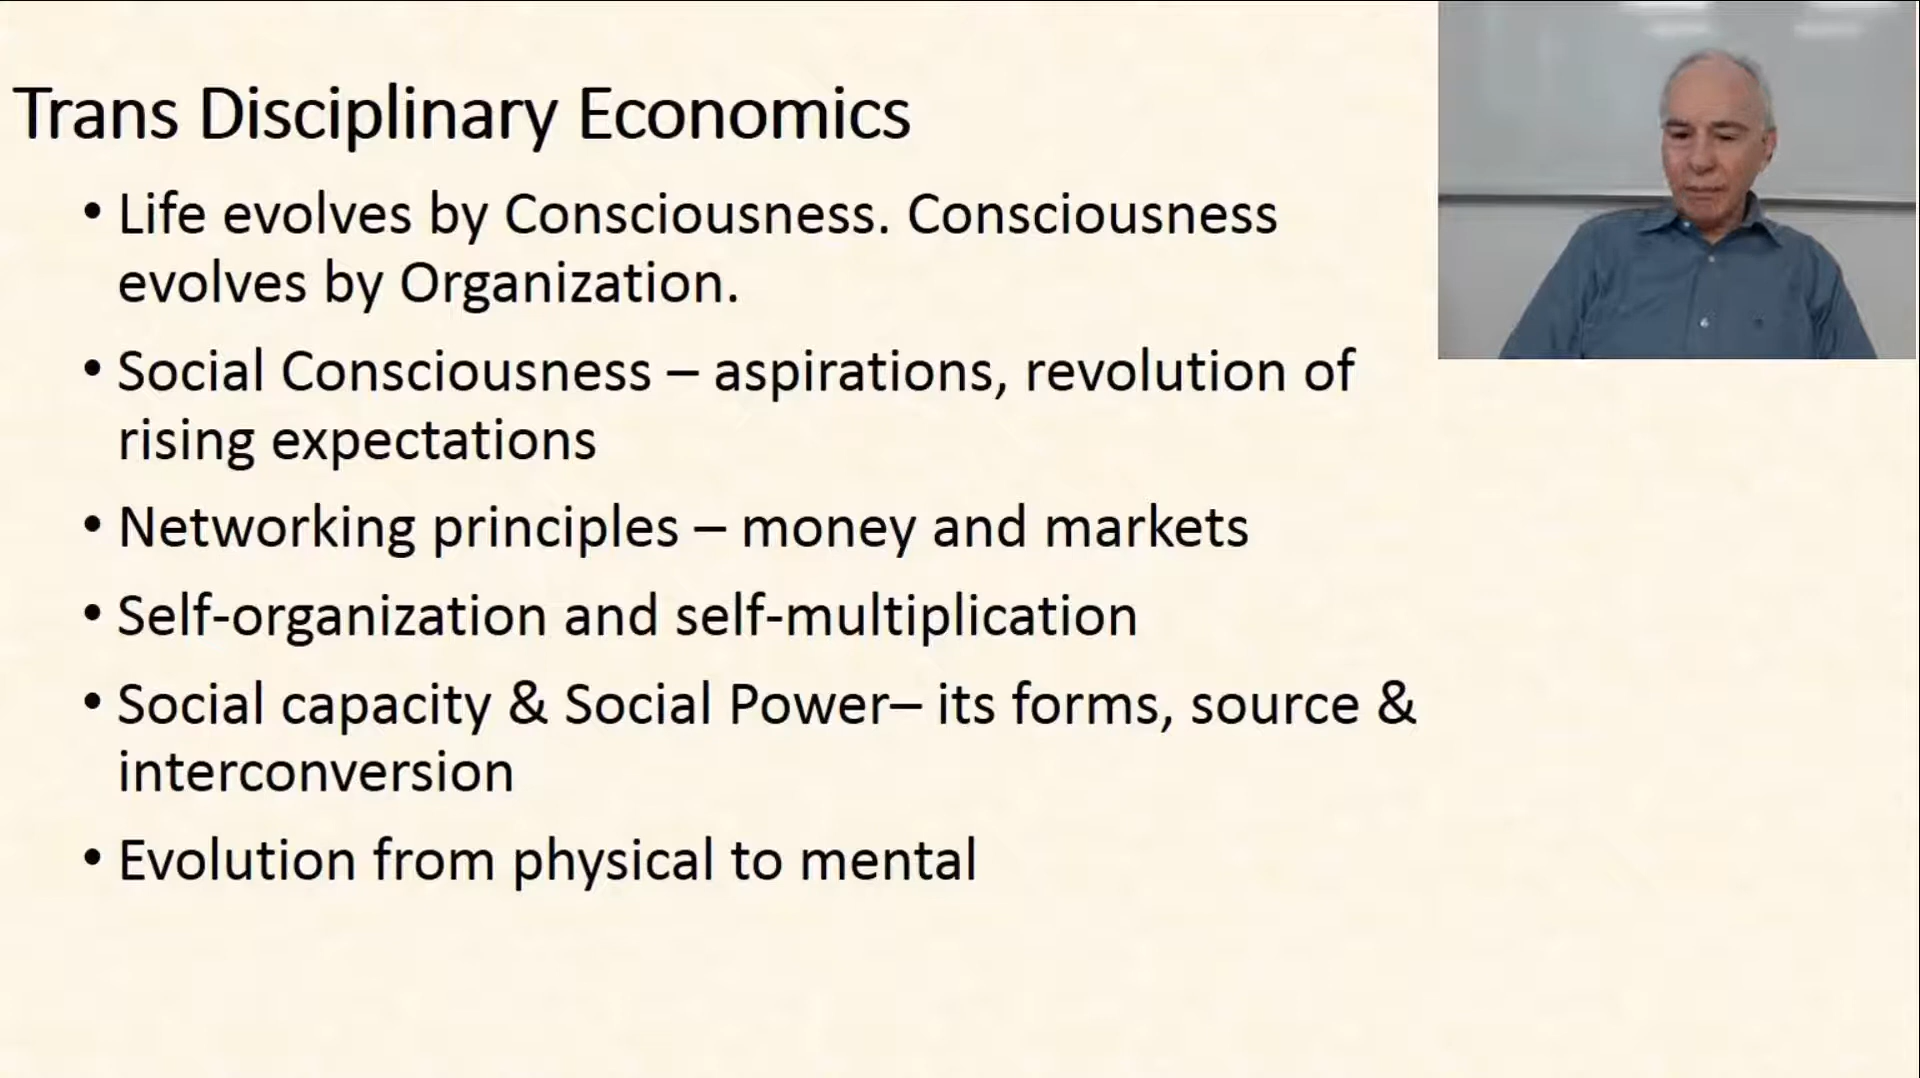 Trans Disciplinary Economics
• Life evolves by Consciousness. Consciousness
evolves by Organization.
• Social Consciousness – aspirations, revolution of
rising expectations
• Networking principles – money and markets
• Self-organization and self-multiplication
• Social capacity & Social Power– its forms, source &
interconversion
• Evolution from physical to mental